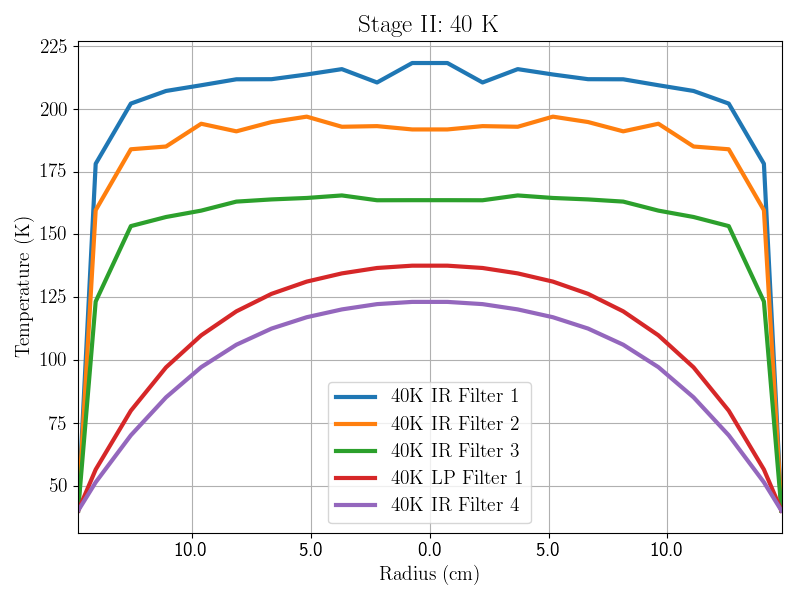 Stage II: 40 K
225
200
175
150
125
100
75
50
Temperature (K)
40K IR Filter 1
40K IR Filter 2
40K IR Filter 3
40K LP Filter 1
40K IR Filter 4
10.0 5.0 0.0 5.0 10.0
Radius (cm)